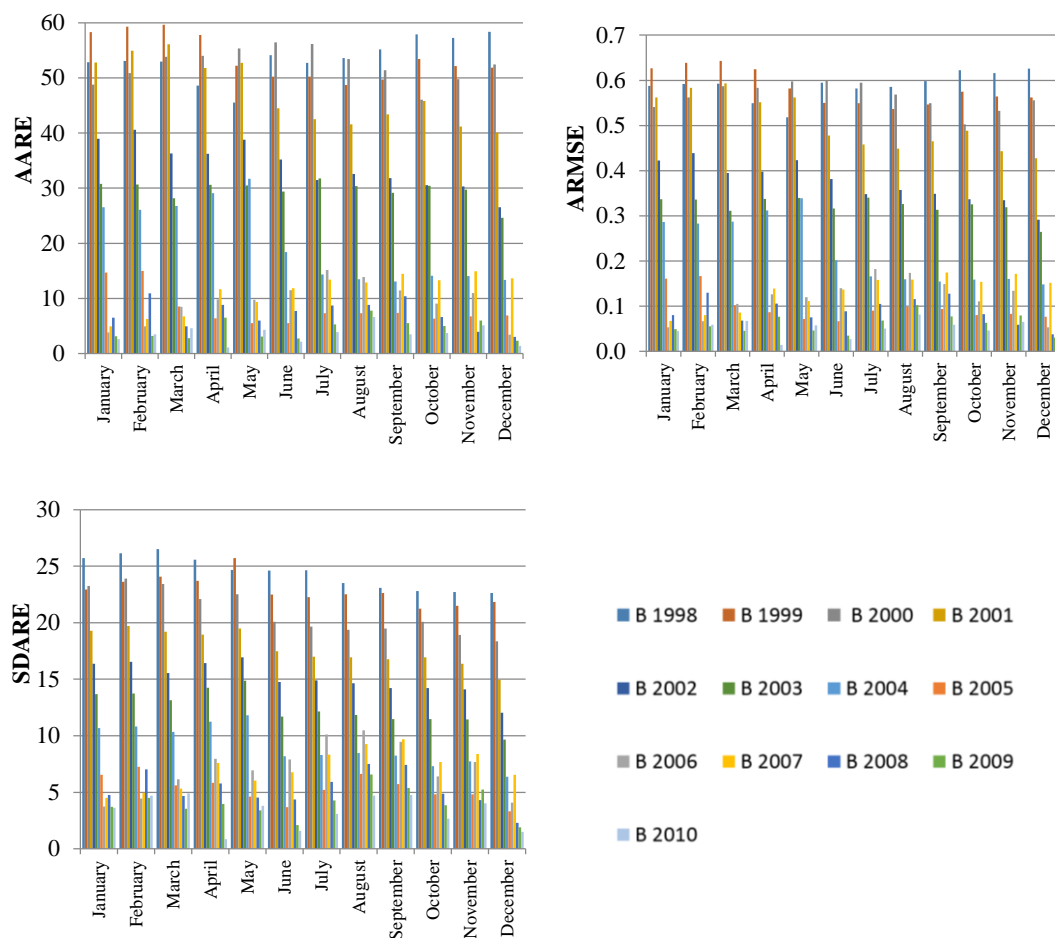 60
50
40
30
20
10
0
AARE
January
February
March
April
May
June
July
August
September
October
November
December
0.7
0.6
0.5
0.4
0.3
0.2
0.1
0.0
ARMSE
January
February
March
April
May
June
July
August
September
October
November
December
30
25
20
15
10
5
0
SDARE
January
February
March
April
May
June
July
August
September
October
November
December
B 1998 B 1999 B 2000 B 2001
B 2002 B 2003 B 2004 B 2005
B 2006 B 2007 B 2008 B 2009
B 2010